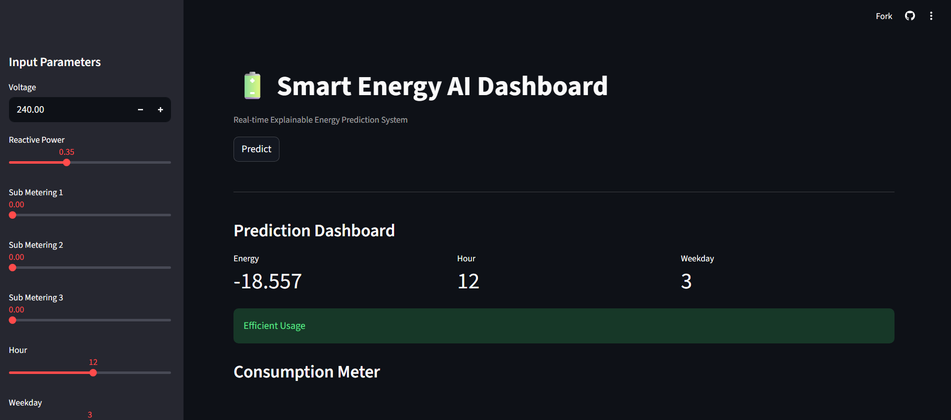 Fork
Input Parameters
Voltage
240.00
Reactive Power
0.35
Sub Metering 1
0.00
Sub Metering 2
0.00
Sub Metering 3
0.00
Hour
12
Weekday
3
Smart Energy AI Dashboard
Real-time Explainable Energy Prediction System
Predict
Prediction Dashboard
Energy Hour Weekday
-18.557 12 3
Efficient Usage
Consumption Meter